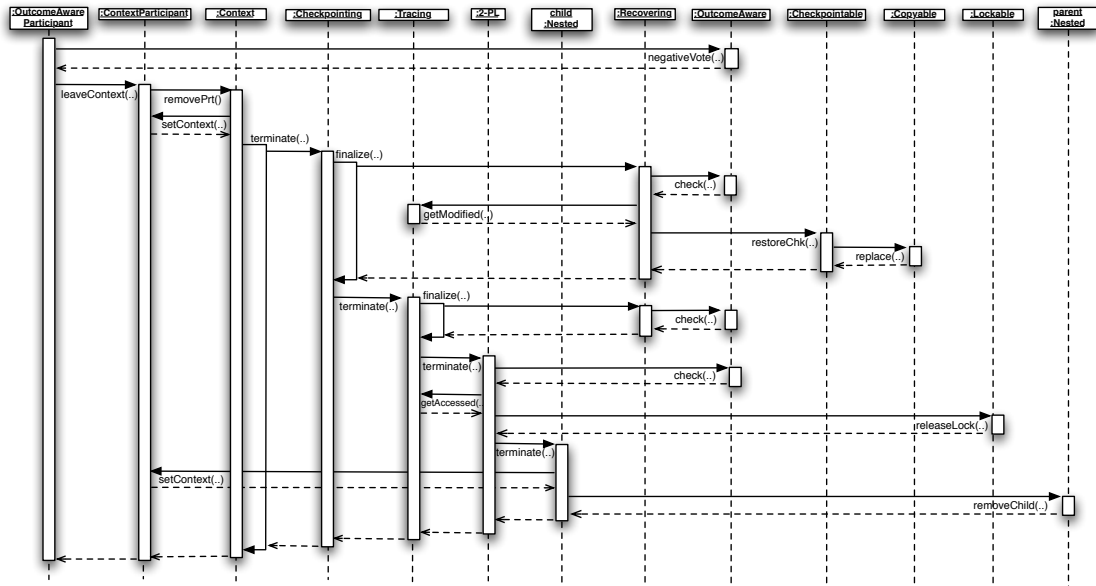 :OutcomeAware
Participant
:ContextParticipant
:Context
:Checkpointing
:Tracing
:2-PL
child
:Nested
:Recovering
:OutcomeAware
:Checkpointable
:Copyable
:Lockable
parent
:Nested
negativeVote(..)
leaveContext(..)
removePrt()
setContext(..)
terminate(..)
finalize(..)
check(..)
getModified(..)
restoreChk(..)
replace(..)
finalize(..)
terminate(..)
check(..)
terminate(..)
check(..)
getAccessed(..
releaseLock(..)
terminate(..)
setContext(..)
removeChild(..)